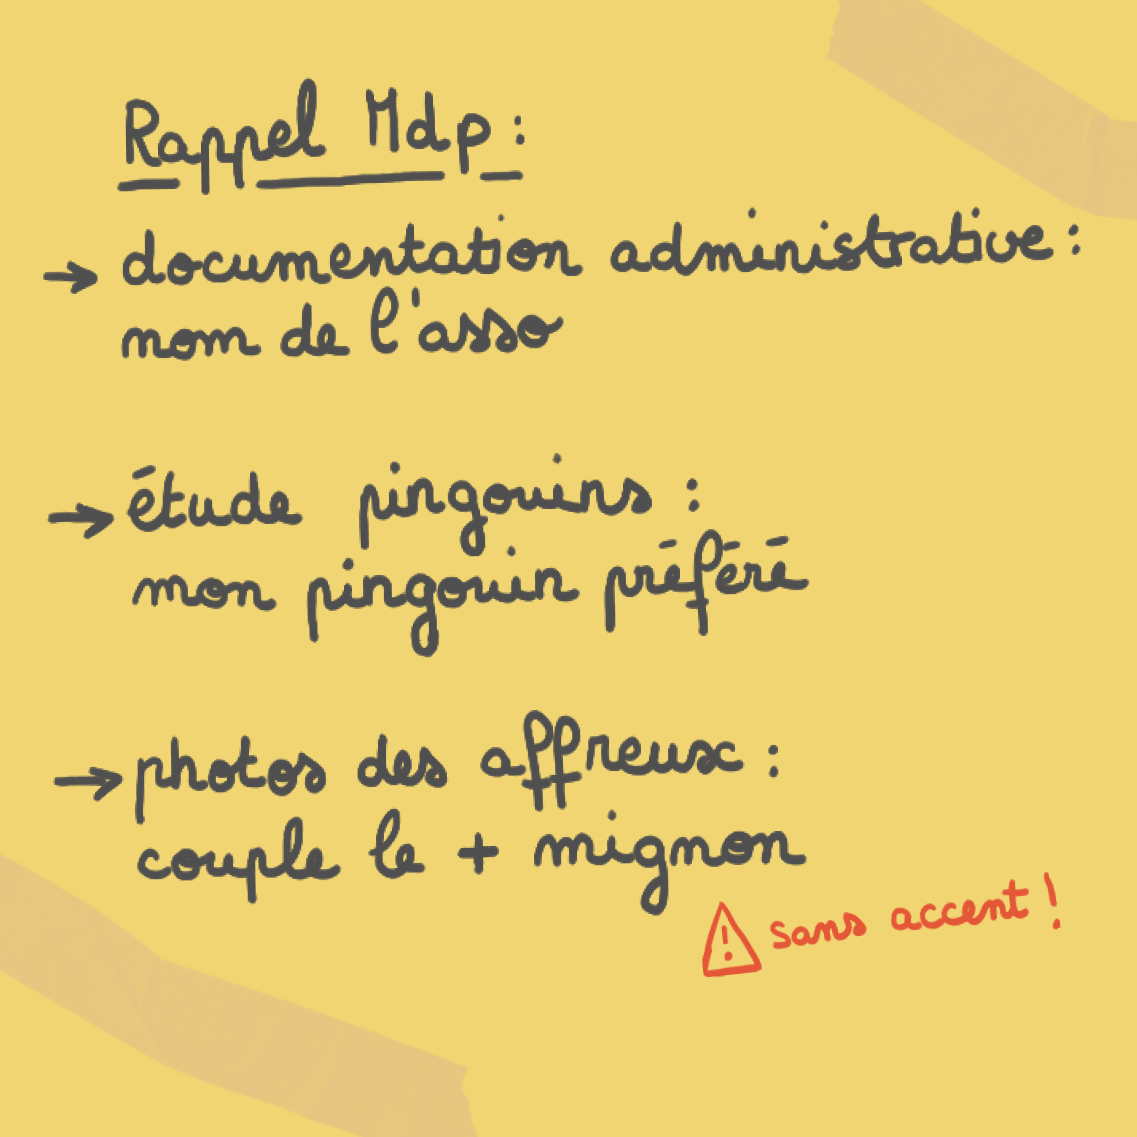 Rappel Mdp :
→ documentation administrative :
nom de l'asso
→ étude pingouins :
mon pingouin préféré
→ photos des affreux :
couple le + mignon
⚠ sans accent !